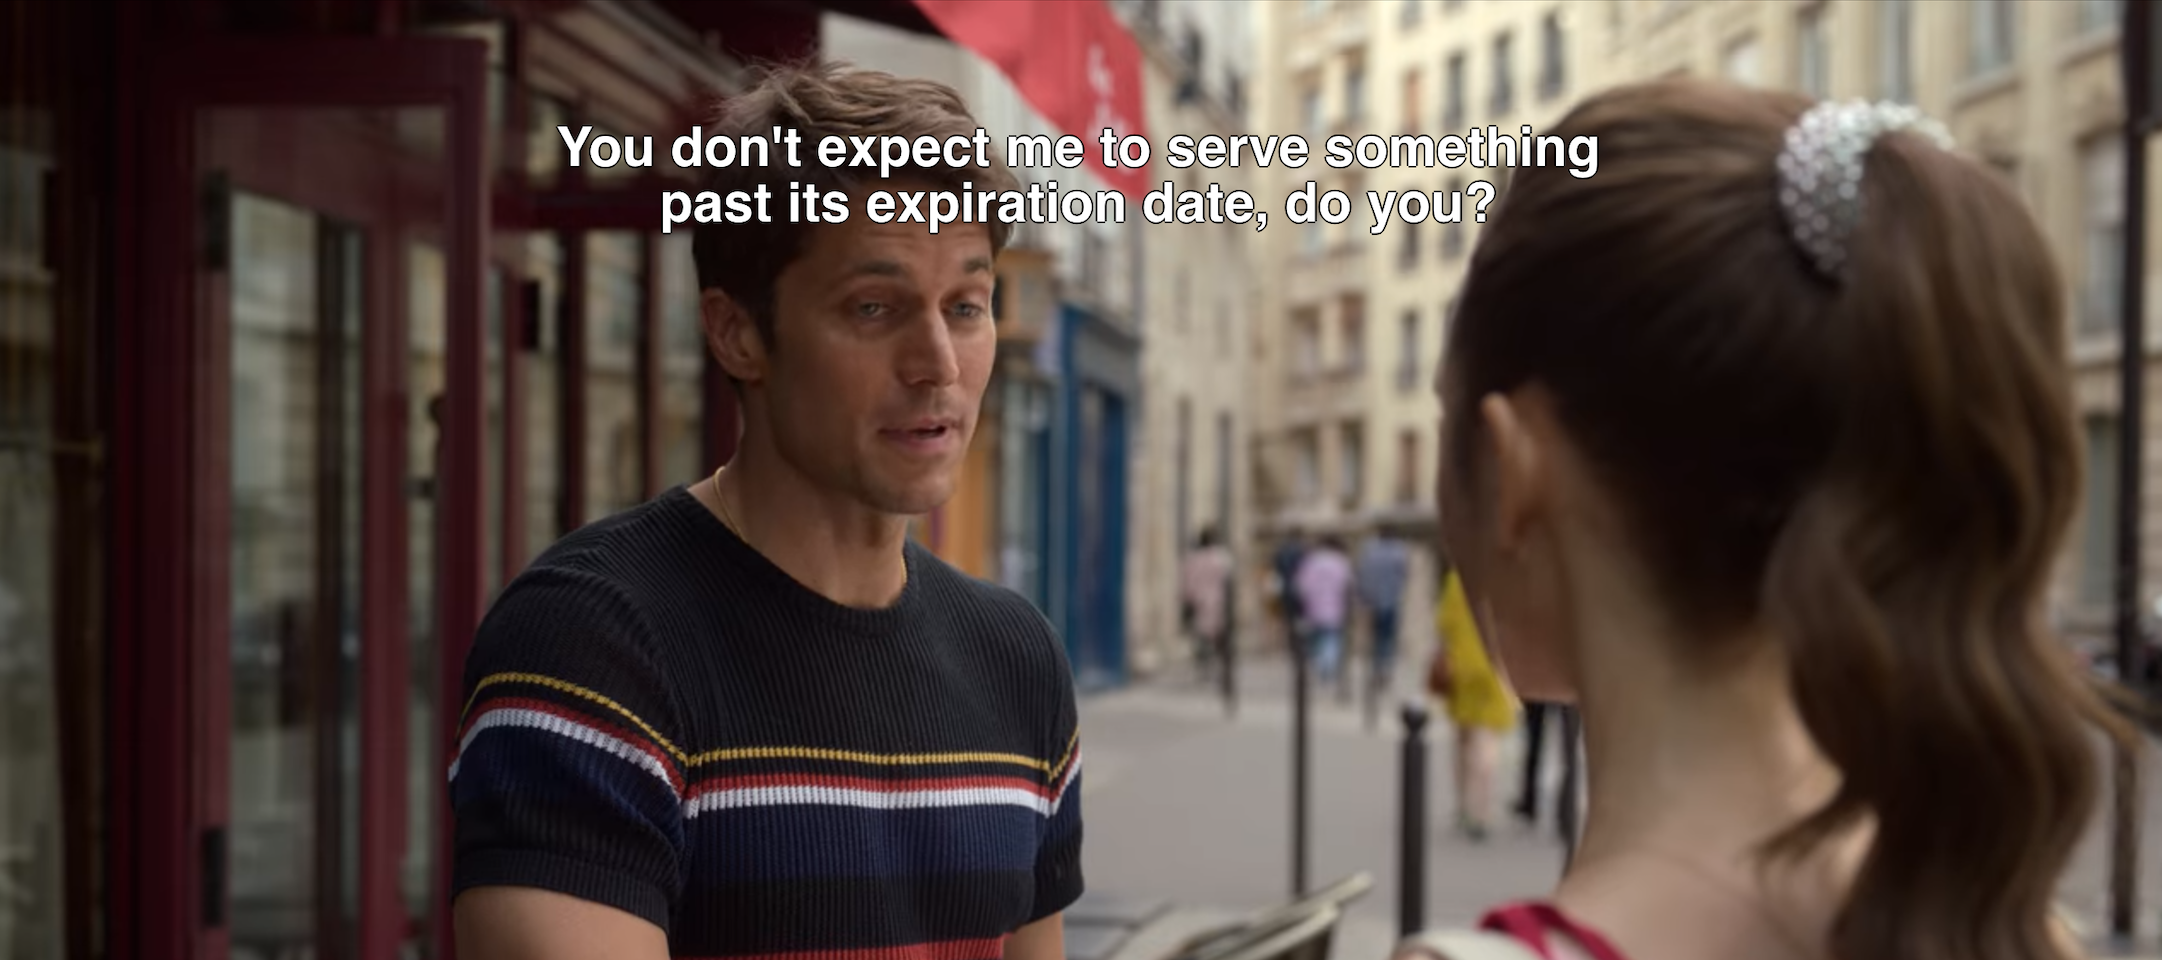 You don't expect me to serve something
past its expiration date, do you?